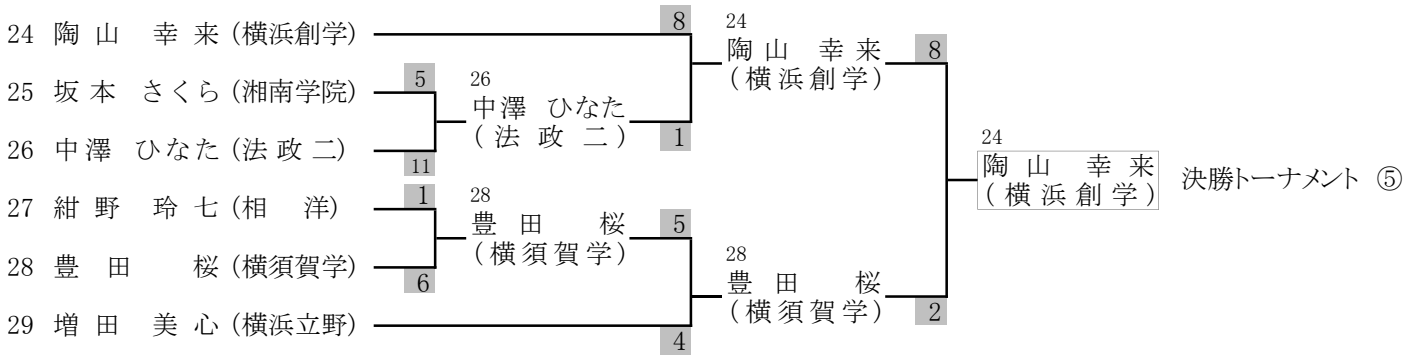 24 陶 山 幸 来 (横浜創学)
25 坂 本 さくら (湘南学院)
26 中 澤 ひなた (法 政 二)
27 紺 野 玲 七 (相 洋)
28 豊 田 桜 (横須賀学)
29 増 田 美 心 (横浜立野)
5
11
1
6
26
中 澤 ひなた
( 法 政 二 )
28
豊 田 桜
( 横 須 賀 学 )
8
1
5
4
24
陶 山 幸 来
( 横 浜 創 学 )
28
豊 田 桜
( 横 須 賀 学 )
8
2
24
陶 山 幸 来
( 横 浜 創 学 )
決勝トーナメント ⑤